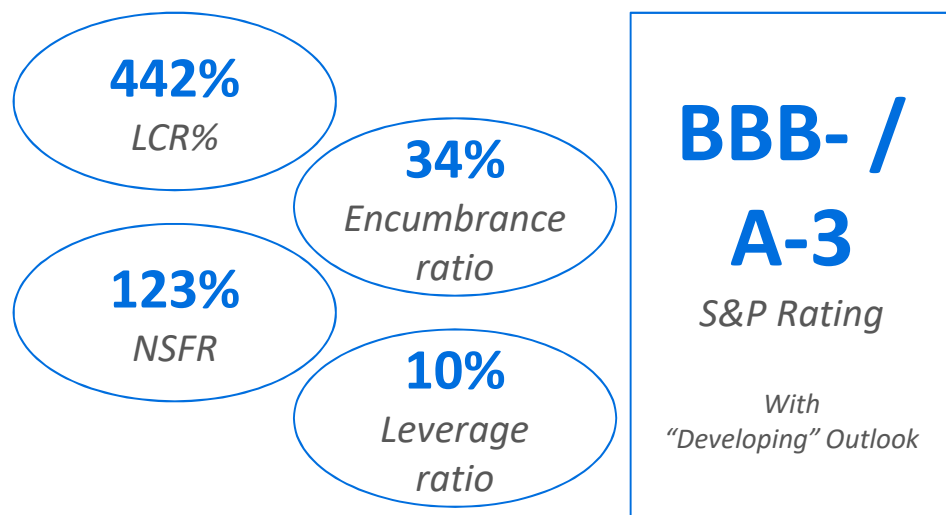 442%
LCR%
34%
Encumbrance
ratio
123%
NSFR
10%
Leverage
ratio
BBB- /
A-3
S&P Rating
With
“Developing” Outlook